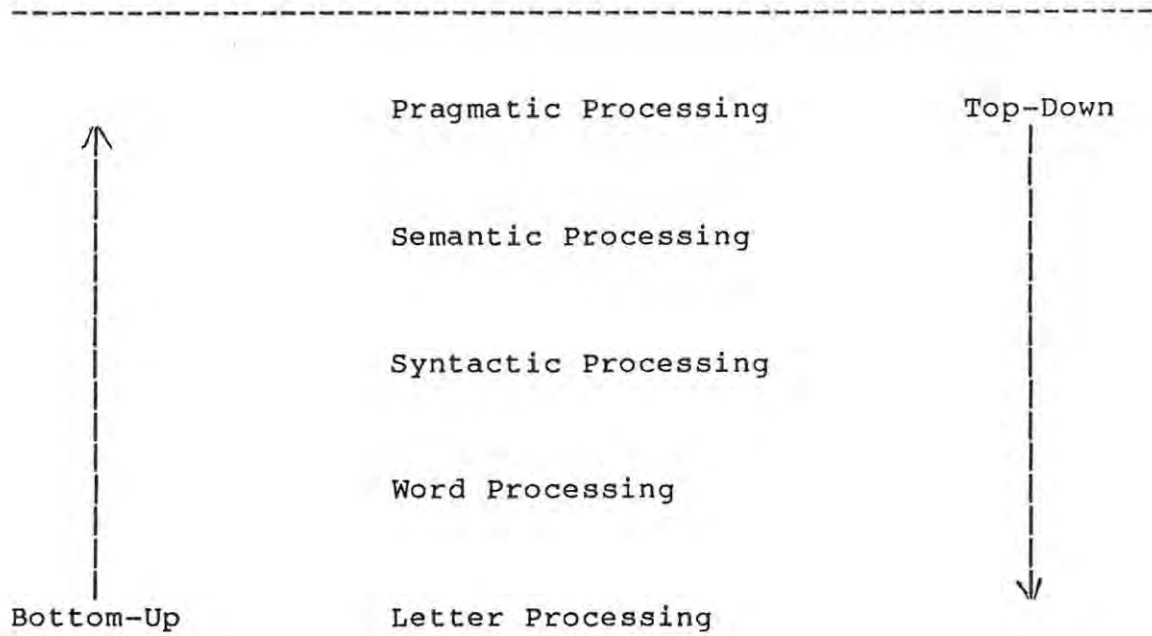 Pragmatic Processing Top-Down
Semantic Processing
Syntactic Processing
Word Processing
Bottom-Up Letter Processing